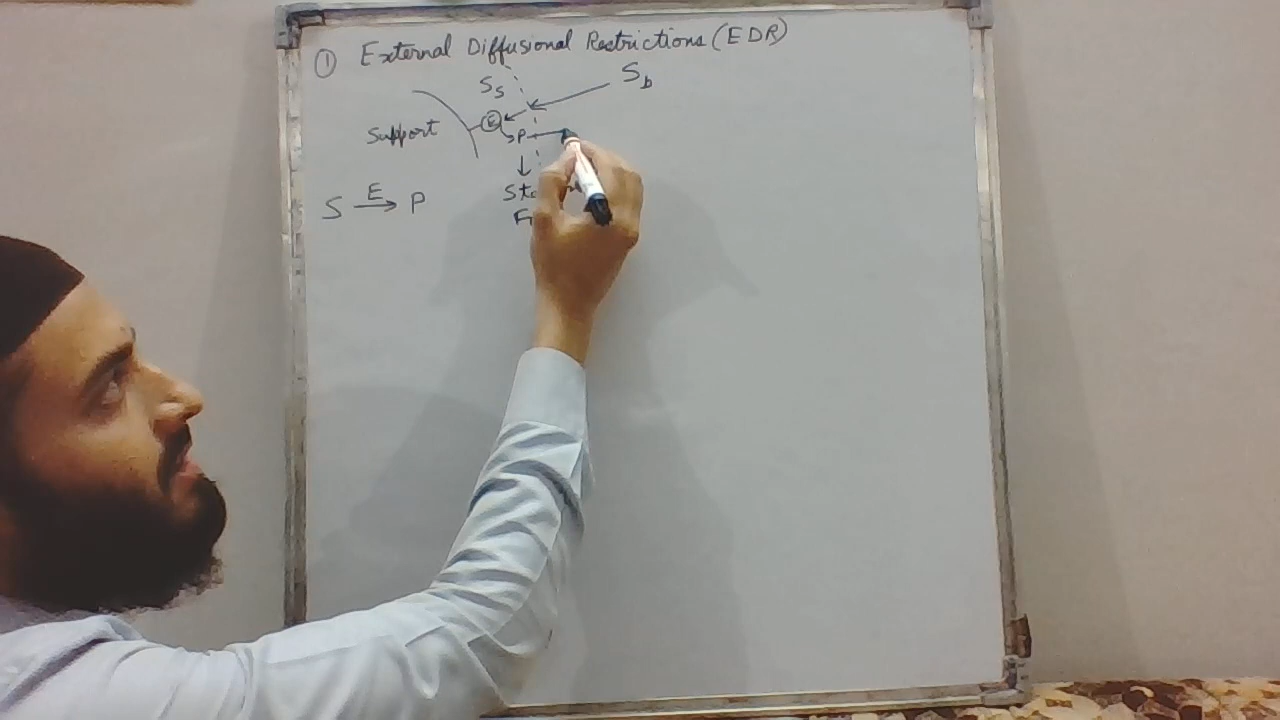 ① External Diffusional Restrictions (EDR)
Ss
Sb
Support
E
P
S E→ P